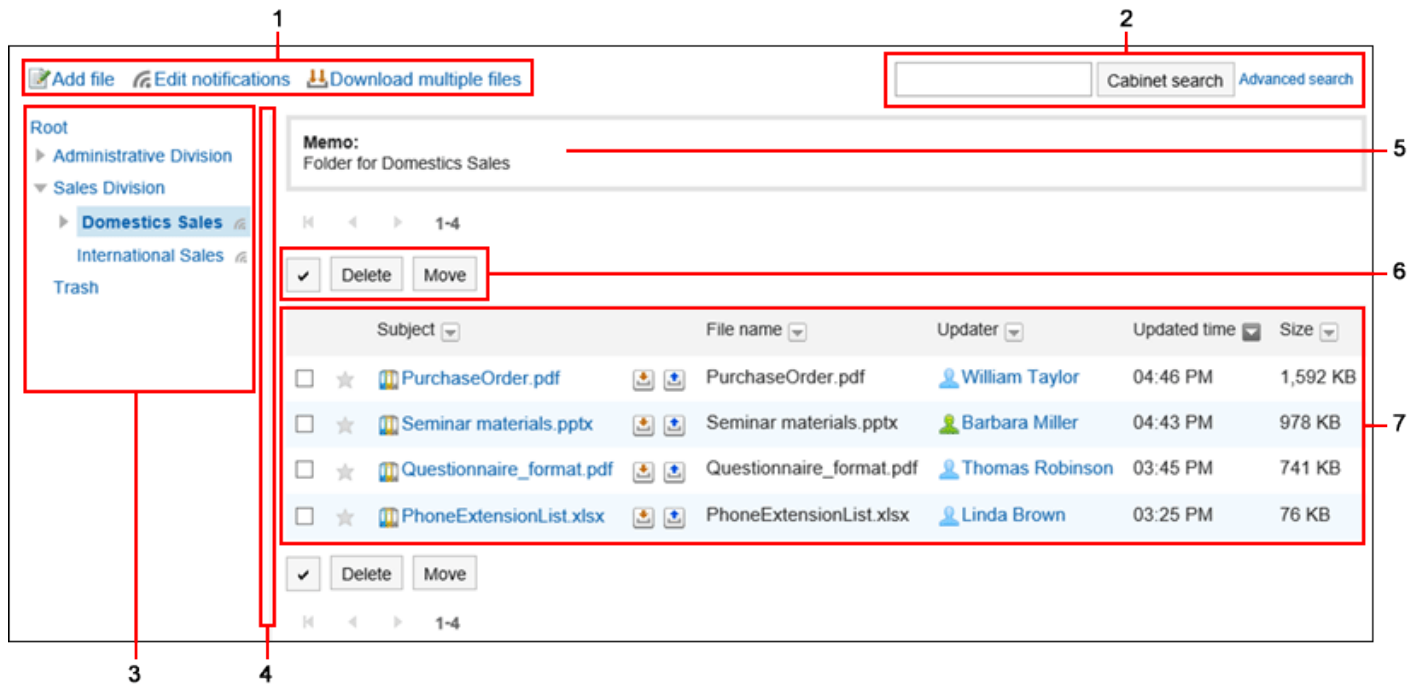 1
2
Add file Edit notifications Download multiple files
Cabinet search Advanced search
Root
Administrative Division
Sales Division
Domestics Sales
International Sales
Trash
Memo:
Folder for Domestics Sales
5
1-4
Delete Move
6
Subject File name Updater Updated time Size
PurchaseOrder.pdf PurchaseOrder.pdf William Taylor 04:46 PM 1,592 KB
Seminar materials.pptx Seminar materials.pptx Barbara Miller 04:43 PM 978 KB
7
Questionnaire_format.pdf Questionnaire_format.pdf Thomas Robinson 03:45 PM 741 KB
PhoneExtensionList.xlsx PhoneExtensionList.xlsx Linda Brown 03:25 PM 76 KB
Delete Move
1-4
3
4